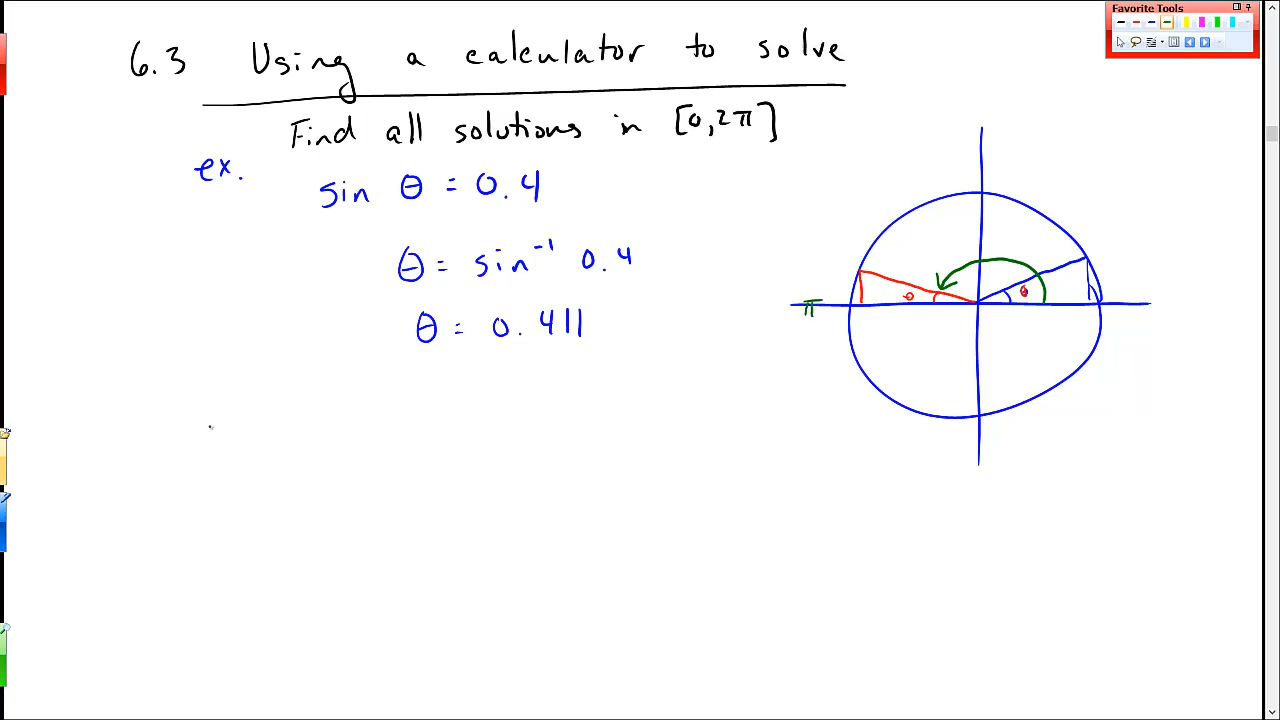 Favorite Tools
6.3 Using a calculator to solve
Find all solutions in [0,2π]
ex. sin θ = 0.4
θ = sin⁻¹ 0.4
θ = 0.411
π θ θ